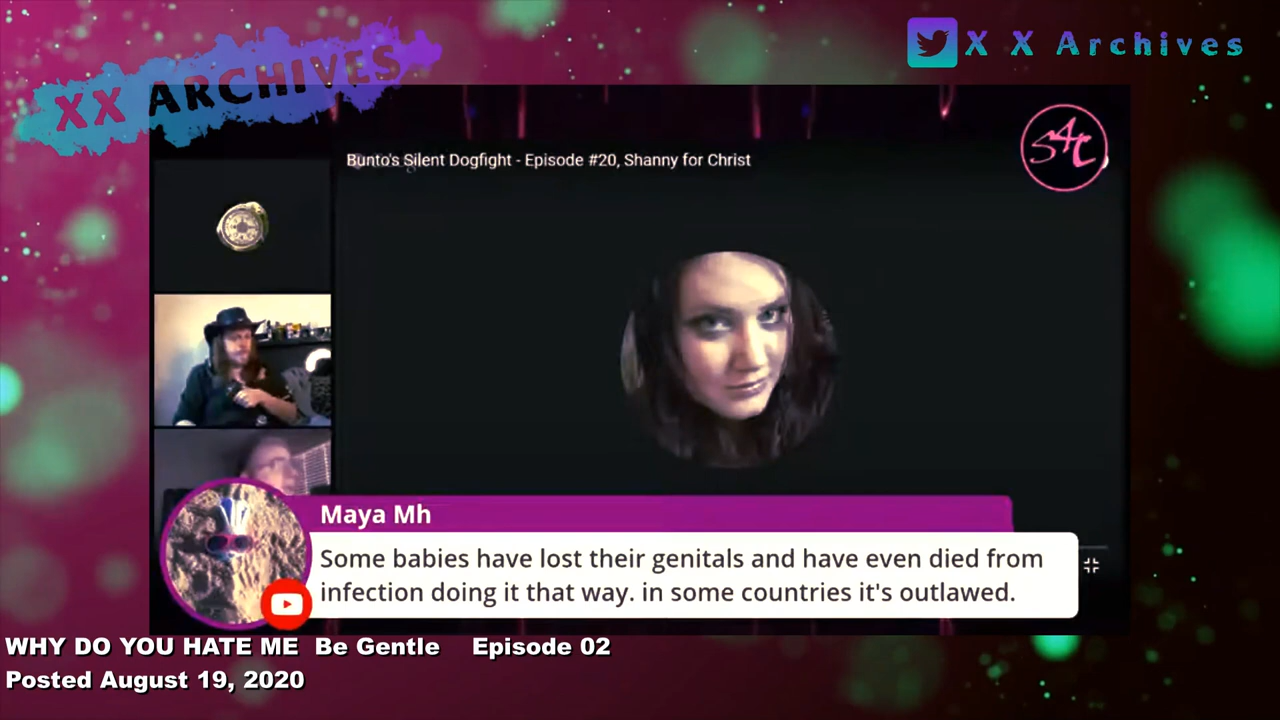 XX ARCHIVES
X X Archives
S4C
Bunto's Silent Dogfight - Episode #20, Shanny for Christ
Maya Mh
Some babies have lost their genitals and have even died from
infection doing it that way. in some countries it's outlawed.
WHY DO YOU HATE ME Be Gentle Episode 02
Posted August 19, 2020